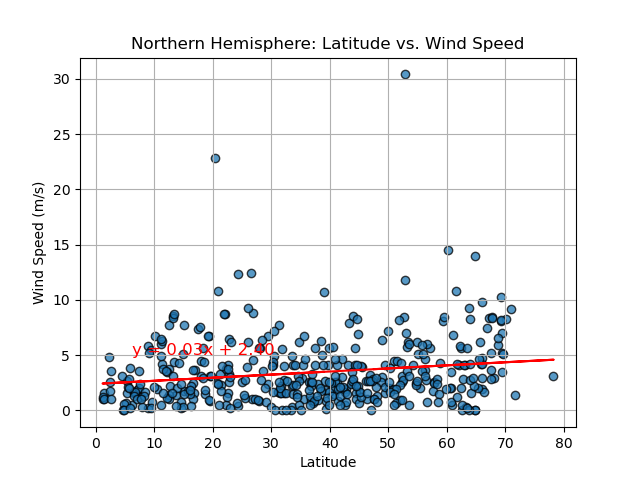 Northern Hemisphere: Latitude vs. Wind Speed
30
25
20
15
10
5
0
Wind Speed (m/s)
y = 0.03x + 2.40
0 10 20 30 40 50 60 70 80
Latitude